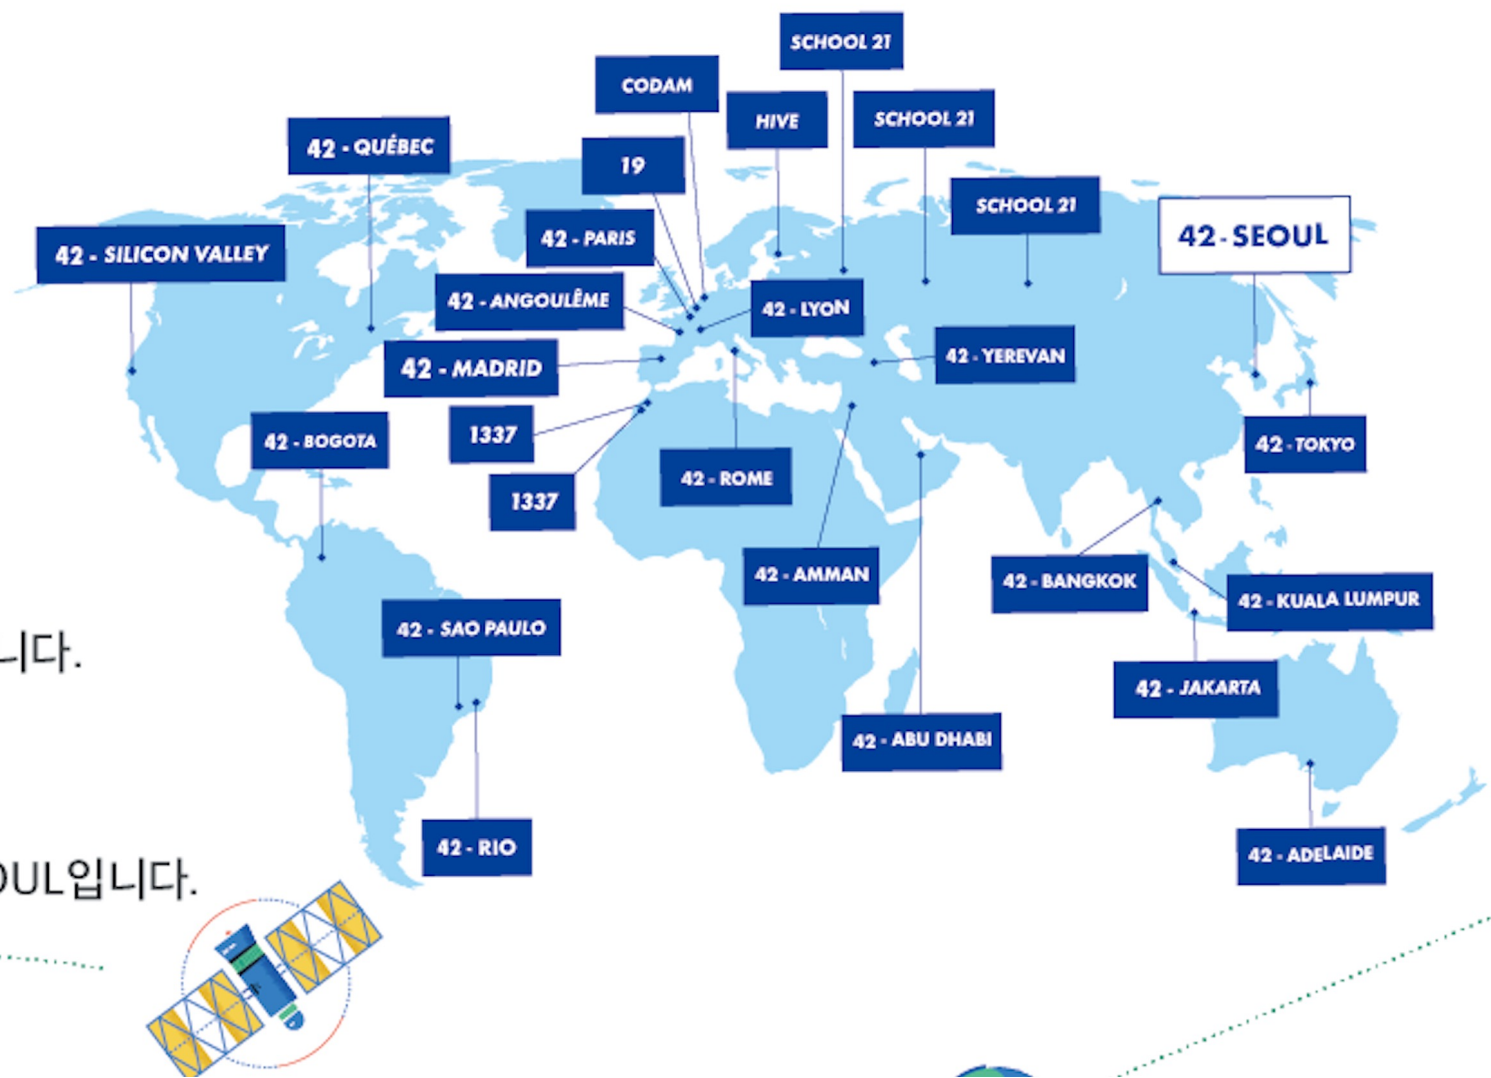 SCHOOL 21
CODAM
HIVE
SCHOOL 21
42 - QUÉBEC
19
SCHOOL 21
42 - PARIS
42 - SEOUL
42 - SILICON VALLEY
42 - ANGOULÊME
42 - LYON
42 - MADRID
42 - YEREVAN
1337
42 - BOGOTA
42 - TOKYO
42 - ROME
1337
42 - AMMAN
42 - BANGKOK
42 - KUALA LUMPUR
42 - SAO PAULO
니다.
42 - JAKARTA
42 - ABU DHABI
42 - RIO
42 - ADELAIDE
OUL입니다.